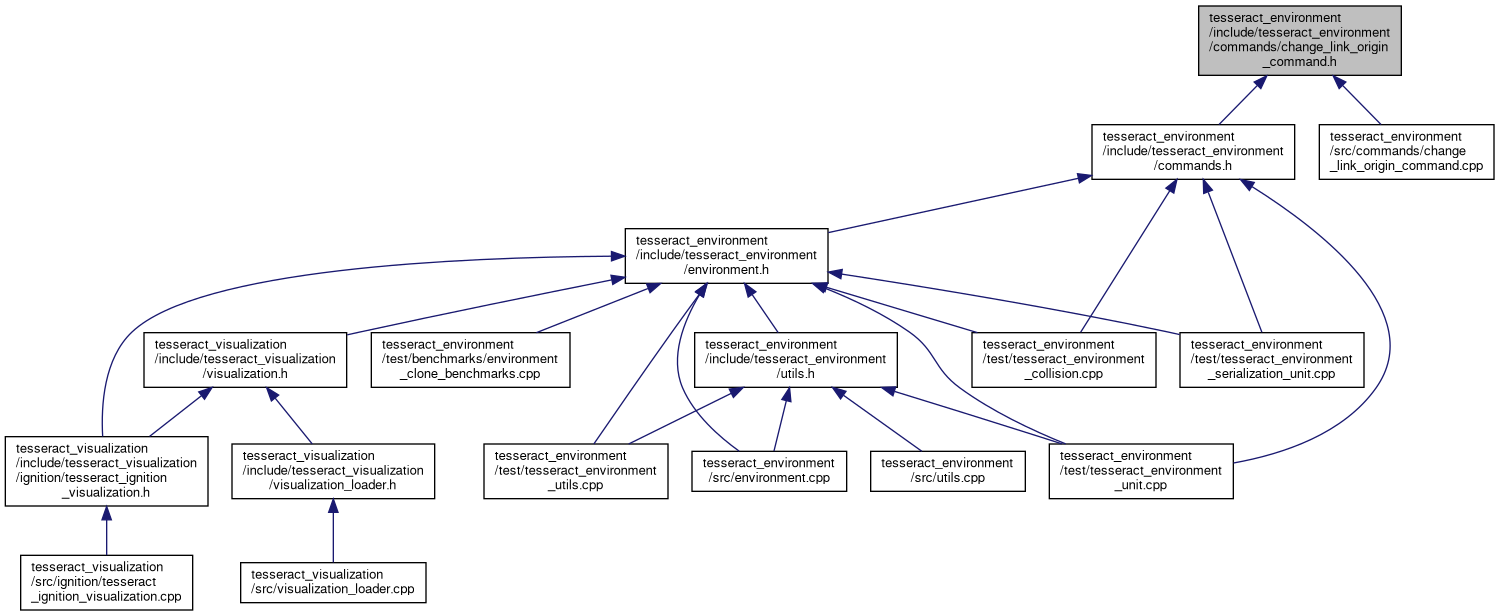 tesseract_environment
/include/tesseract_environment
/commands/change_link_origin
_command.h
tesseract_environment
/include/tesseract_environment
/commands.h
tesseract_environment
/src/commands/change
_link_origin_command.cpp
tesseract_environment
/include/tesseract_environment
/environment.h
tesseract_visualization
/include/tesseract_visualization
/visualization.h
tesseract_environment
/test/benchmarks/environment
_clone_benchmarks.cpp
tesseract_environment
/include/tesseract_environment
/utils.h
tesseract_environment
/test/tesseract_environment
_collision.cpp
tesseract_environment
/test/tesseract_environment
_serialization_unit.cpp
tesseract_visualization
/include/tesseract_visualization
/ignition/tesseract_ignition
_visualization.h
tesseract_visualization
/include/tesseract_visualization
/visualization_loader.h
tesseract_environment
/test/tesseract_environment
_utils.cpp
tesseract_environment
/src/environment.cpp
tesseract_environment
/src/utils.cpp
tesseract_environment
/test/tesseract_environment
_unit.cpp
tesseract_visualization
/src/ignition/tesseract
_ignition_visualization.cpp
tesseract_visualization
/src/visualization_loader.cpp